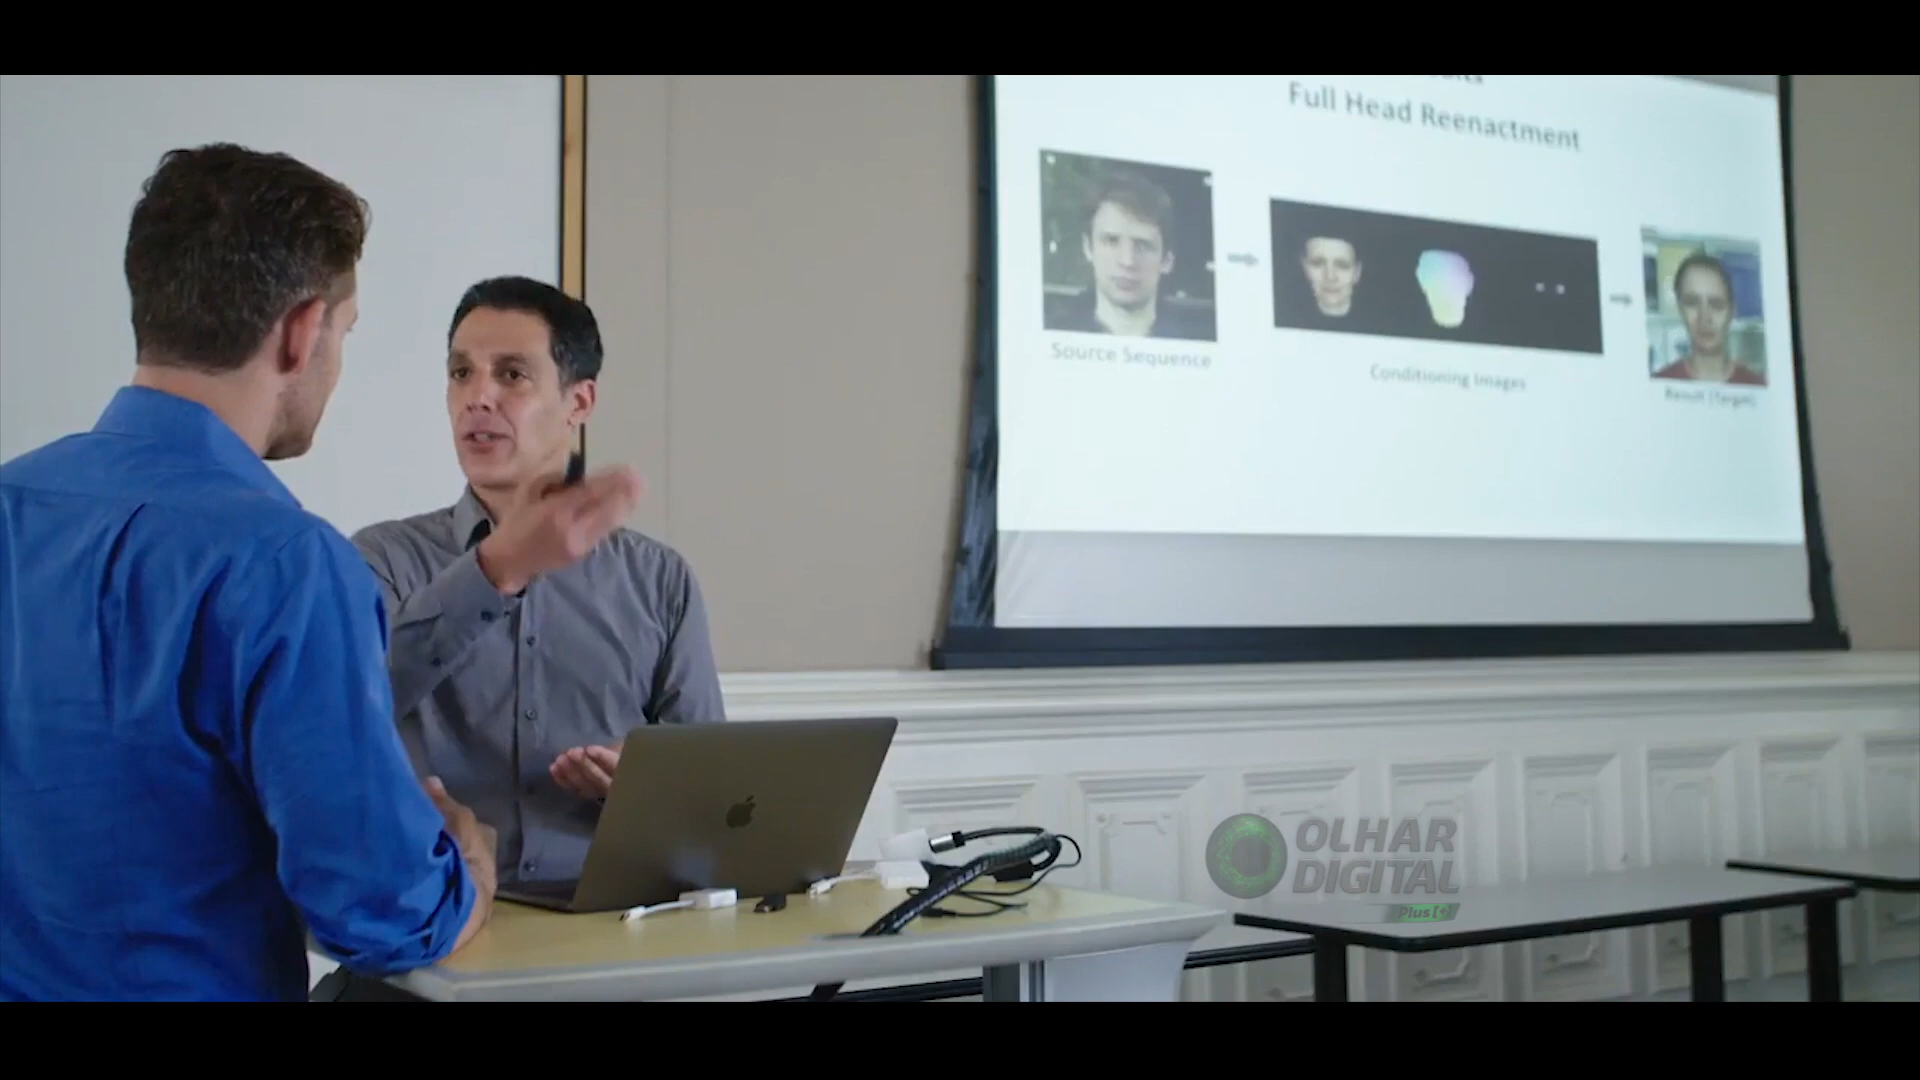 Full Head Reenactment
Source Sequence
Conditioning Images
Result (Target)
OLHAR
DIGITAL
Plus[+]